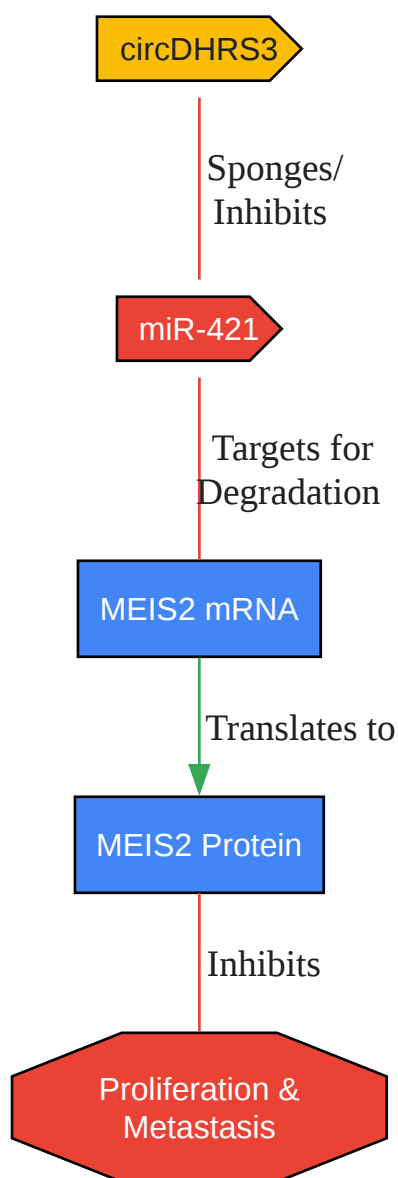 circDHRS3
Sponges/
Inhibits
miR-421
Targets for
Degradation
MEIS2 mRNA
Translates to
MEIS2 Protein
Inhibits
Proliferation &
Metastasis